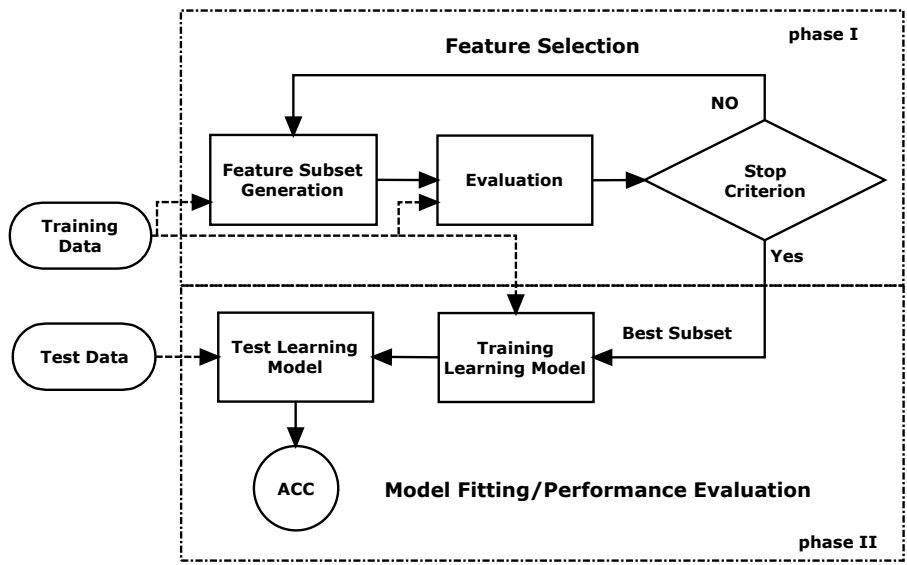 phase I
Feature Selection
NO
Feature Subset
Generation
Evaluation
Stop
Criterion
Training
Data
Yes
Test Data
Test Learning
Model
Training
Learning Model
Best Subset
ACC
Model Fitting/Performance Evaluation
phase II